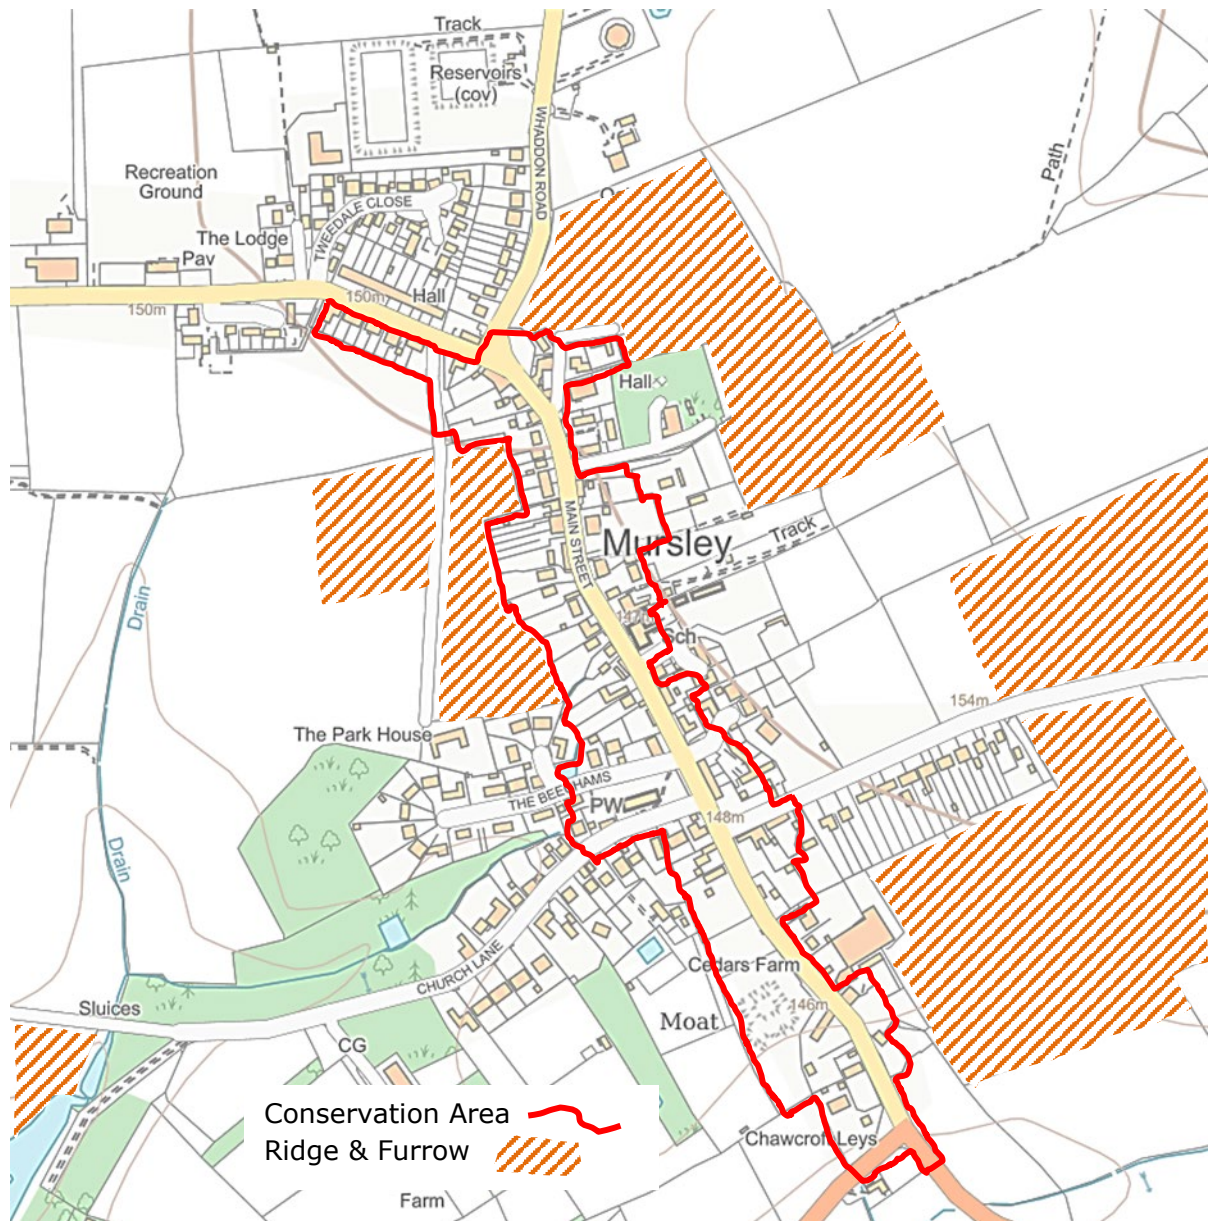 Track
Reservoirs
(cov)
WHADDON ROAD
Path
Recreation
Ground
TWEEDALE CLOSE
The Lodge
Pav
150m
Hall
150m
Hall
MAIN STREET
Mursley
Track
Drain
Sch
154m
The Park House
THE BEECHAMS
PW
148m
Drain
CHURCH LANE
Cedars Farm
146m
Sluices
Moat
CG
Conservation Area
Ridge & Furrow
Chawcroft Leys
Farm